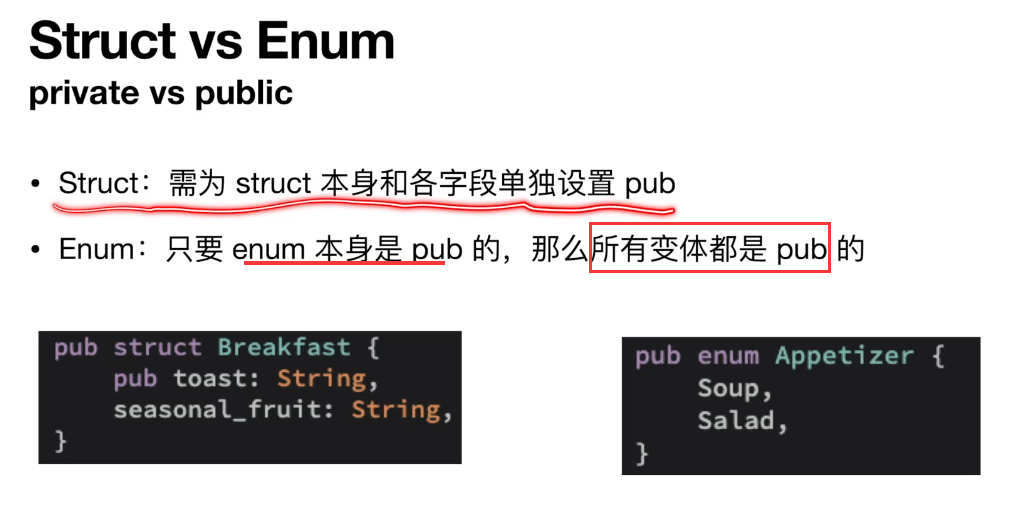 Struct vs Enum
private vs public
• Struct：需为 struct 本身和各字段单独设置 pub
• Enum：只要 enum 本身是 pub 的，那么所有变体都是 pub 的
pub struct Breakfast {
    pub toast: String,
    seasonal_fruit: String,
}
pub enum Appetizer {
    Soup,
    Salad,
}